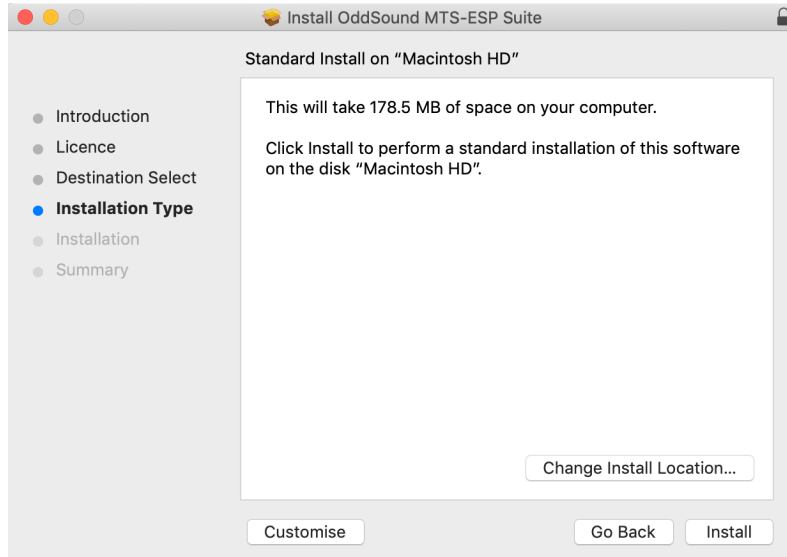 Install OddSound MTS-ESP Suite
Standard Install on “Macintosh HD”
Introduction
Licence
Destination Select
Installation Type
Installation
Summary
This will take 178.5 MB of space on your computer.
Click Install to perform a standard installation of this software
on the disk “Macintosh HD”.
Change Install Location...
Customise
Go Back
Install